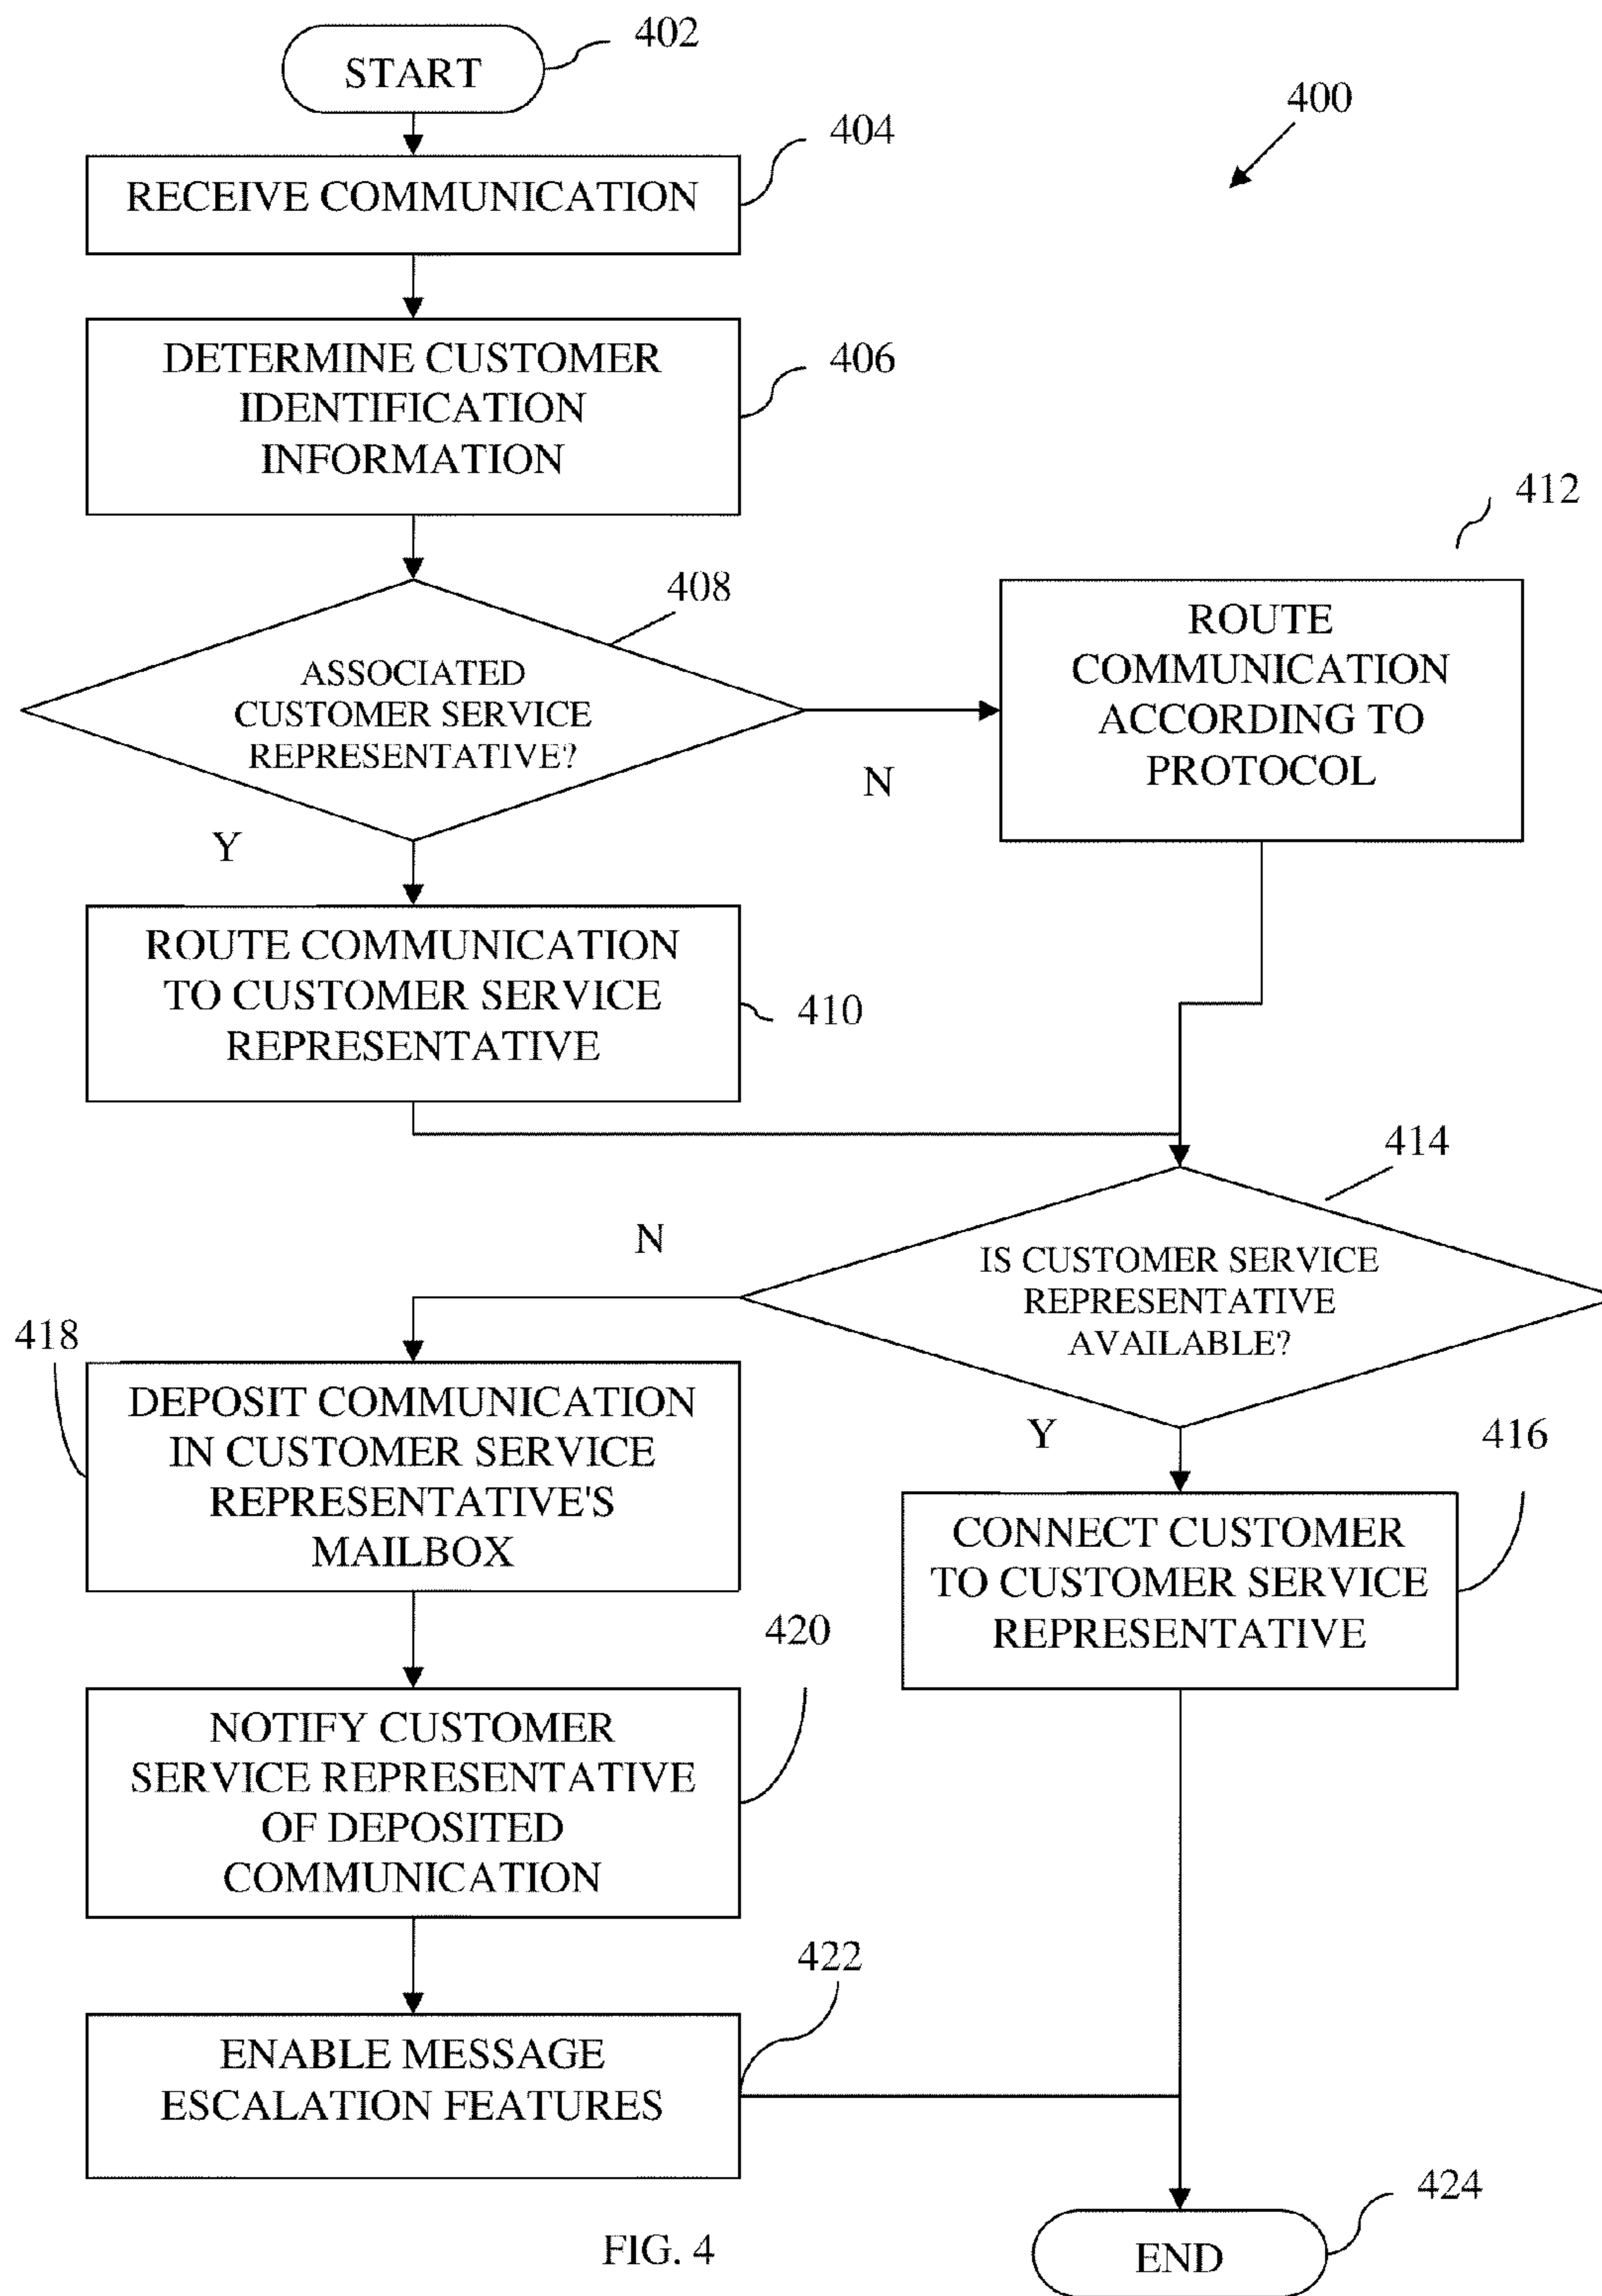 START
402
400
RECEIVE COMMUNICATION
404
DETERMINE CUSTOMER
IDENTIFICATION
INFORMATION
406
ASSOCIATED
CUSTOMER SERVICE
REPRESENTATIVE?
408
N
Y
ROUTE
COMMUNICATION
ACCORDING TO
PROTOCOL
412
ROUTE COMMUNICATION
TO CUSTOMER SERVICE
REPRESENTATIVE
410
IS CUSTOMER SERVICE
REPRESENTATIVE
AVAILABLE?
414
N
Y
418
DEPOSIT COMMUNICATION
IN CUSTOMER SERVICE
REPRESENTATIVE'S
MAILBOX
CONNECT CUSTOMER
TO CUSTOMER SERVICE
REPRESENTATIVE
416
NOTIFY CUSTOMER
SERVICE REPRESENTATIVE
OF DEPOSITED
COMMUNICATION
420
ENABLE MESSAGE
ESCALATION FEATURES
422
END
424
FIG. 4